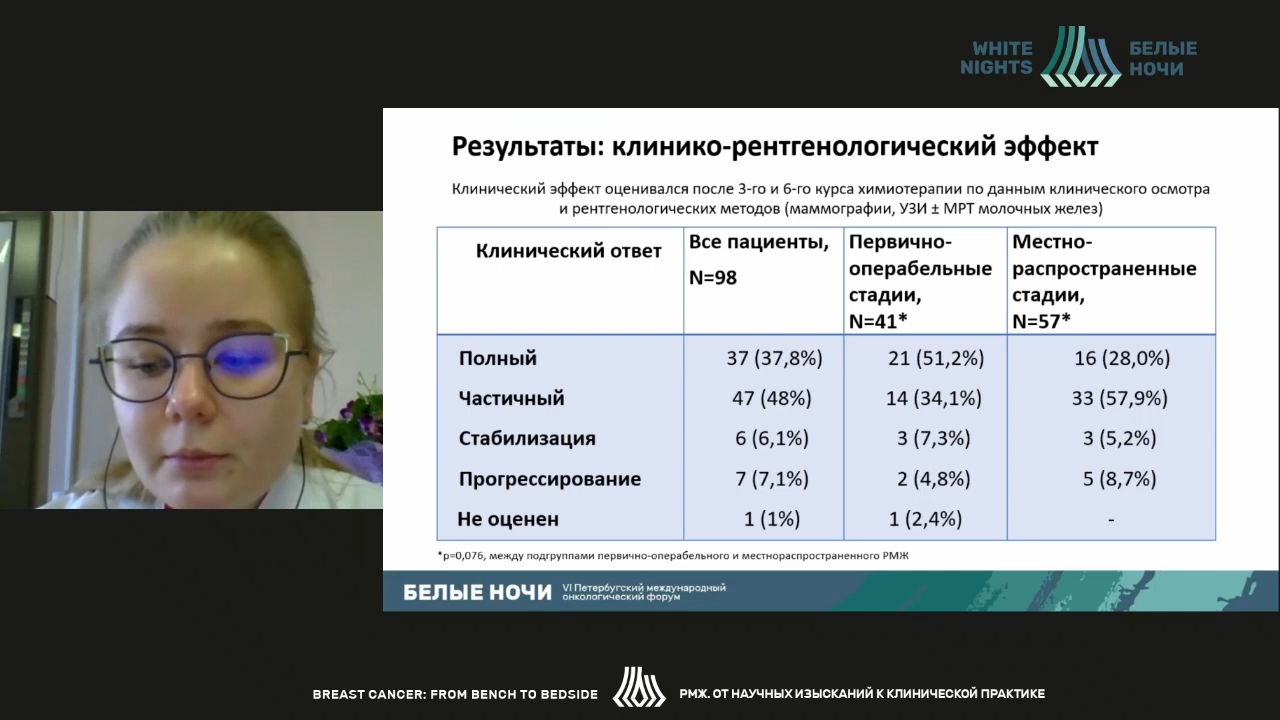 WHITE
NIGHTS
БЕЛЫЕ
НОЧИ
Результаты: клинико-рентгенологический эффект
Клинический эффект оценивался после 3-го и 6-го курса химиотерапии по данным клинического осмотра
и рентгенологических методов (маммографии, УЗИ ± МРТ молочных желез)
Клинический ответ
Все пациенты,
N=98
Первично-
операбельные
стадии,
N=41*
Местно-
распространенные
стадии,
N=57*
Полный 37 (37,8%) 21 (51,2%) 16 (28,0%)
Частичный 47 (48%) 14 (34,1%) 33 (57,9%)
Стабилизация 6 (6,1%) 3 (7,3%) 3 (5,2%)
Прогрессирование 7 (7,1%) 2 (4,8%) 5 (8,7%)
Не оценен 1 (1%) 1 (2,4%) -
*p=0,076, между подгруппами первично-операбельного и местнораспространенного РМЖ
БЕЛЫЕ НОЧИ
VI Петербургский международный
онкологический форум
BREAST CANCER: FROM BENCH TO BEDSIDE
РМЖ. ОТ НАУЧНЫХ ИЗЫСКАНИЙ К КЛИНИЧЕСКОЙ ПРАКТИКЕ